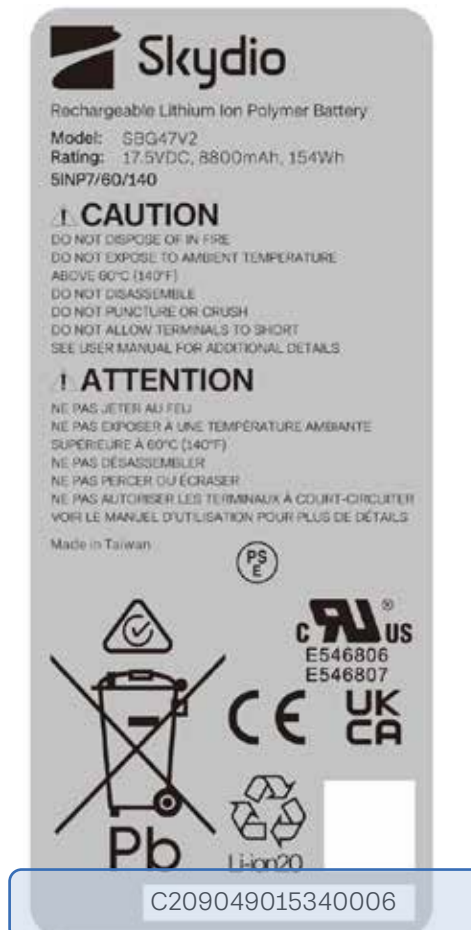 Skydio
Rechargeable Lithium Ion Polymer Battery
Model: SBG47V2
Rating: 17.5VDC, 8800mAh, 154Wh
5INP7/60/140
CAUTION
DO NOT DISPOSE OF IN FIRE
DO NOT EXPOSE TO AMBIENT TEMPERATURE
ABOVE 60°C (140°F)
DO NOT DISASSEMBLE
DO NOT PUNCTURE OR CRUSH
DO NOT ALLOW TERMINALS TO SHORT
SEE USER MANUAL FOR ADDITIONAL DETAILS
ATTENTION
NE PAS JETER AU FEU
NE PAS EXPOSER À UNE TEMPÉRATURE AMBIANTE
SUPÉRIEURE À 60°C (140°F)
NE PAS DÉSASSEMBLER
NE PAS PERCER OU ÉCRASER
NE PAS AUTORISER LES TERMINAUX À COURT-CIRCUITER
VOIR LE MANUEL D'UTILISATION POUR PLUS DE DÉTAILS
Made in Taiwan
PS
E
C RU ® US
E546806
E546807
CE
UK
CA
Pb
Li-ion20
C209049015340006